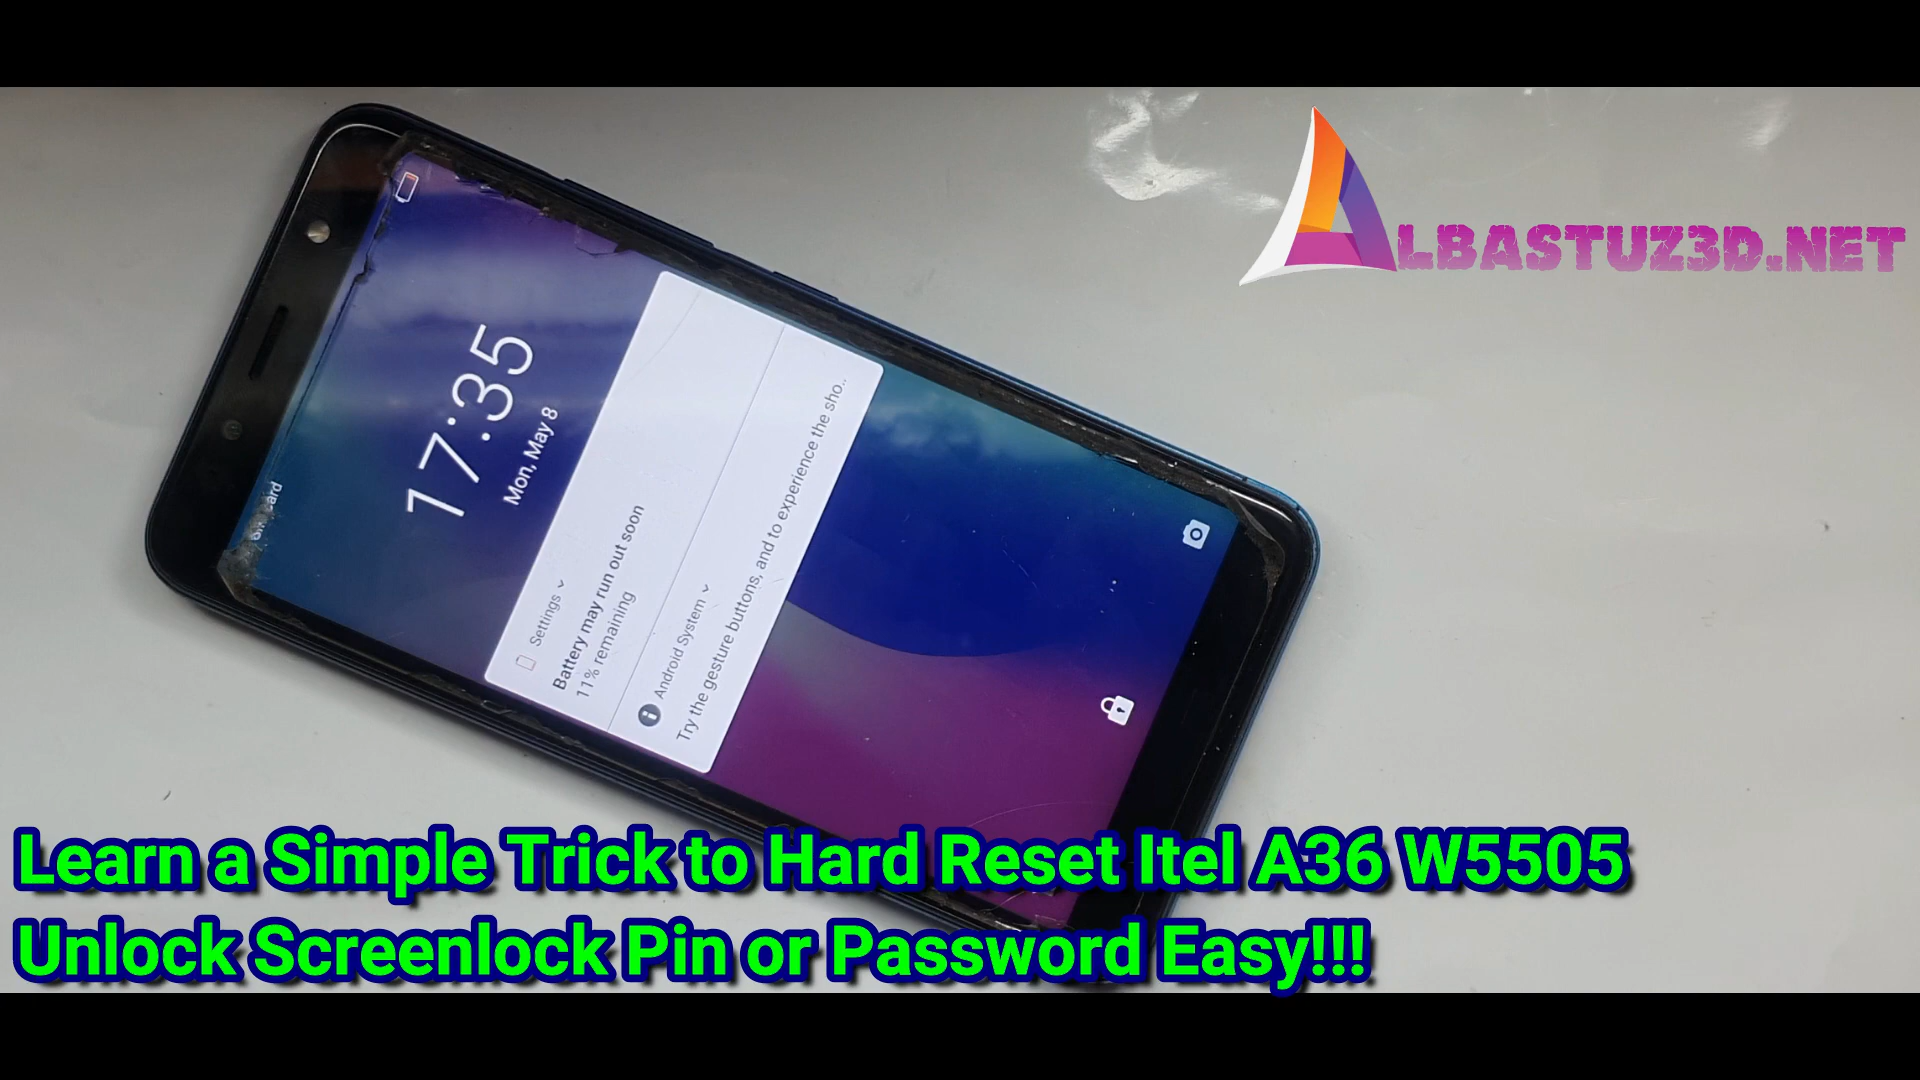 ALBASTUZ3D.NET
17:35
Mon, May 8
Settings
Battery may run out soon
11% remaining
Android System
Try the gesture buttons, and to experience the sho..
Learn a Simple Trick to Hard Reset Itel A36 W5505
Unlock Screenlock Pin or Password Easy!!!